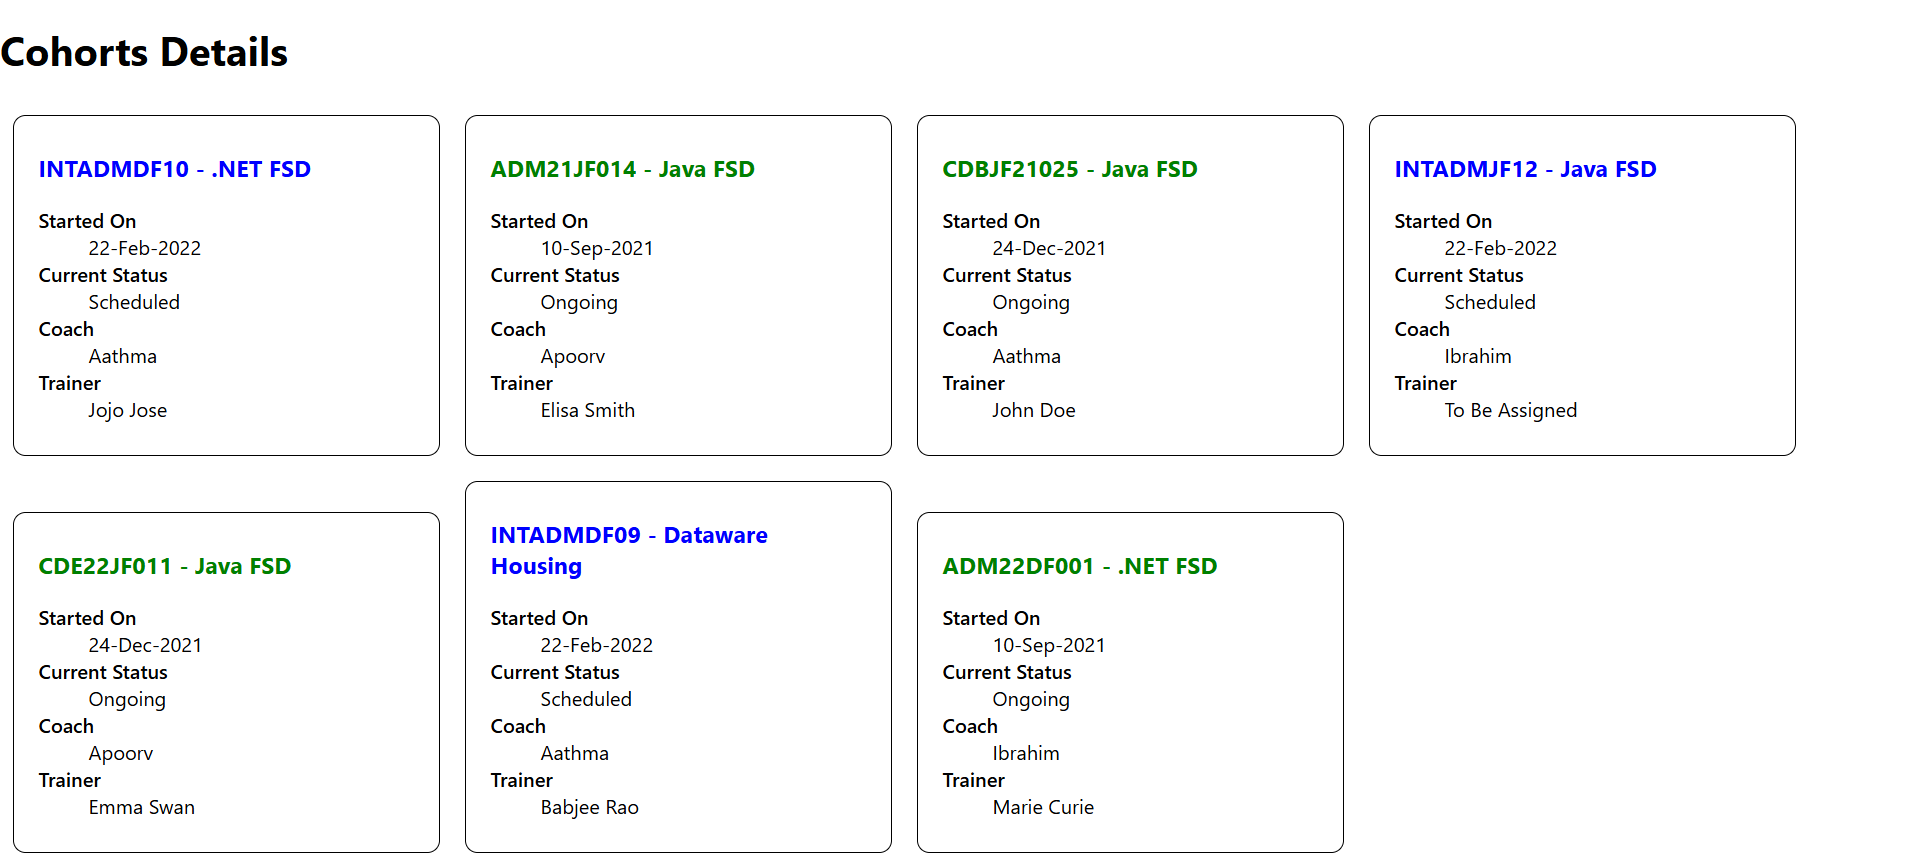 Cohorts Details
INTADMDF10 - .NET FSD
Started On
22-Feb-2022
Current Status
Scheduled
Coach
Aathma
Trainer
Jojo Jose
ADM21JF014 - Java FSD
Started On
10-Sep-2021
Current Status
Ongoing
Coach
Apoorv
Trainer
Elisa Smith
CDBJF21025 - Java FSD
Started On
24-Dec-2021
Current Status
Ongoing
Coach
Aathma
Trainer
John Doe
INTADMJF12 - Java FSD
Started On
22-Feb-2022
Current Status
Scheduled
Coach
Ibrahim
Trainer
To Be Assigned
CDE22JF011 - Java FSD
Started On
24-Dec-2021
Current Status
Ongoing
Coach
Apoorv
Trainer
Emma Swan
INTADMDF09 - Dataware
Housing
Started On
22-Feb-2022
Current Status
Scheduled
Coach
Aathma
Trainer
Babjee Rao
ADM22DF001 - .NET FSD
Started On
10-Sep-2021
Current Status
Ongoing
Coach
Ibrahim
Trainer
Marie Curie